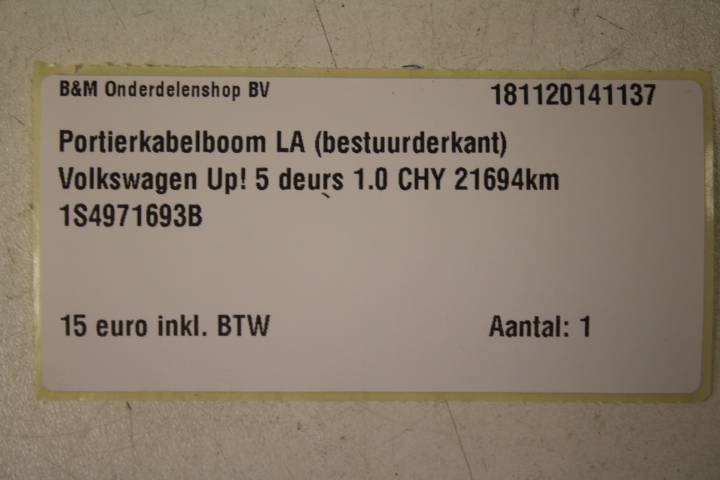 B&M Onderdelenshop BV 181120141137
Portierkabelboom LA (bestuurderkant)
Volkswagen Up! 5 deurs 1.0 CHY 21694km
1S4971693B
15 euro inkl. BTW Aantal: 1